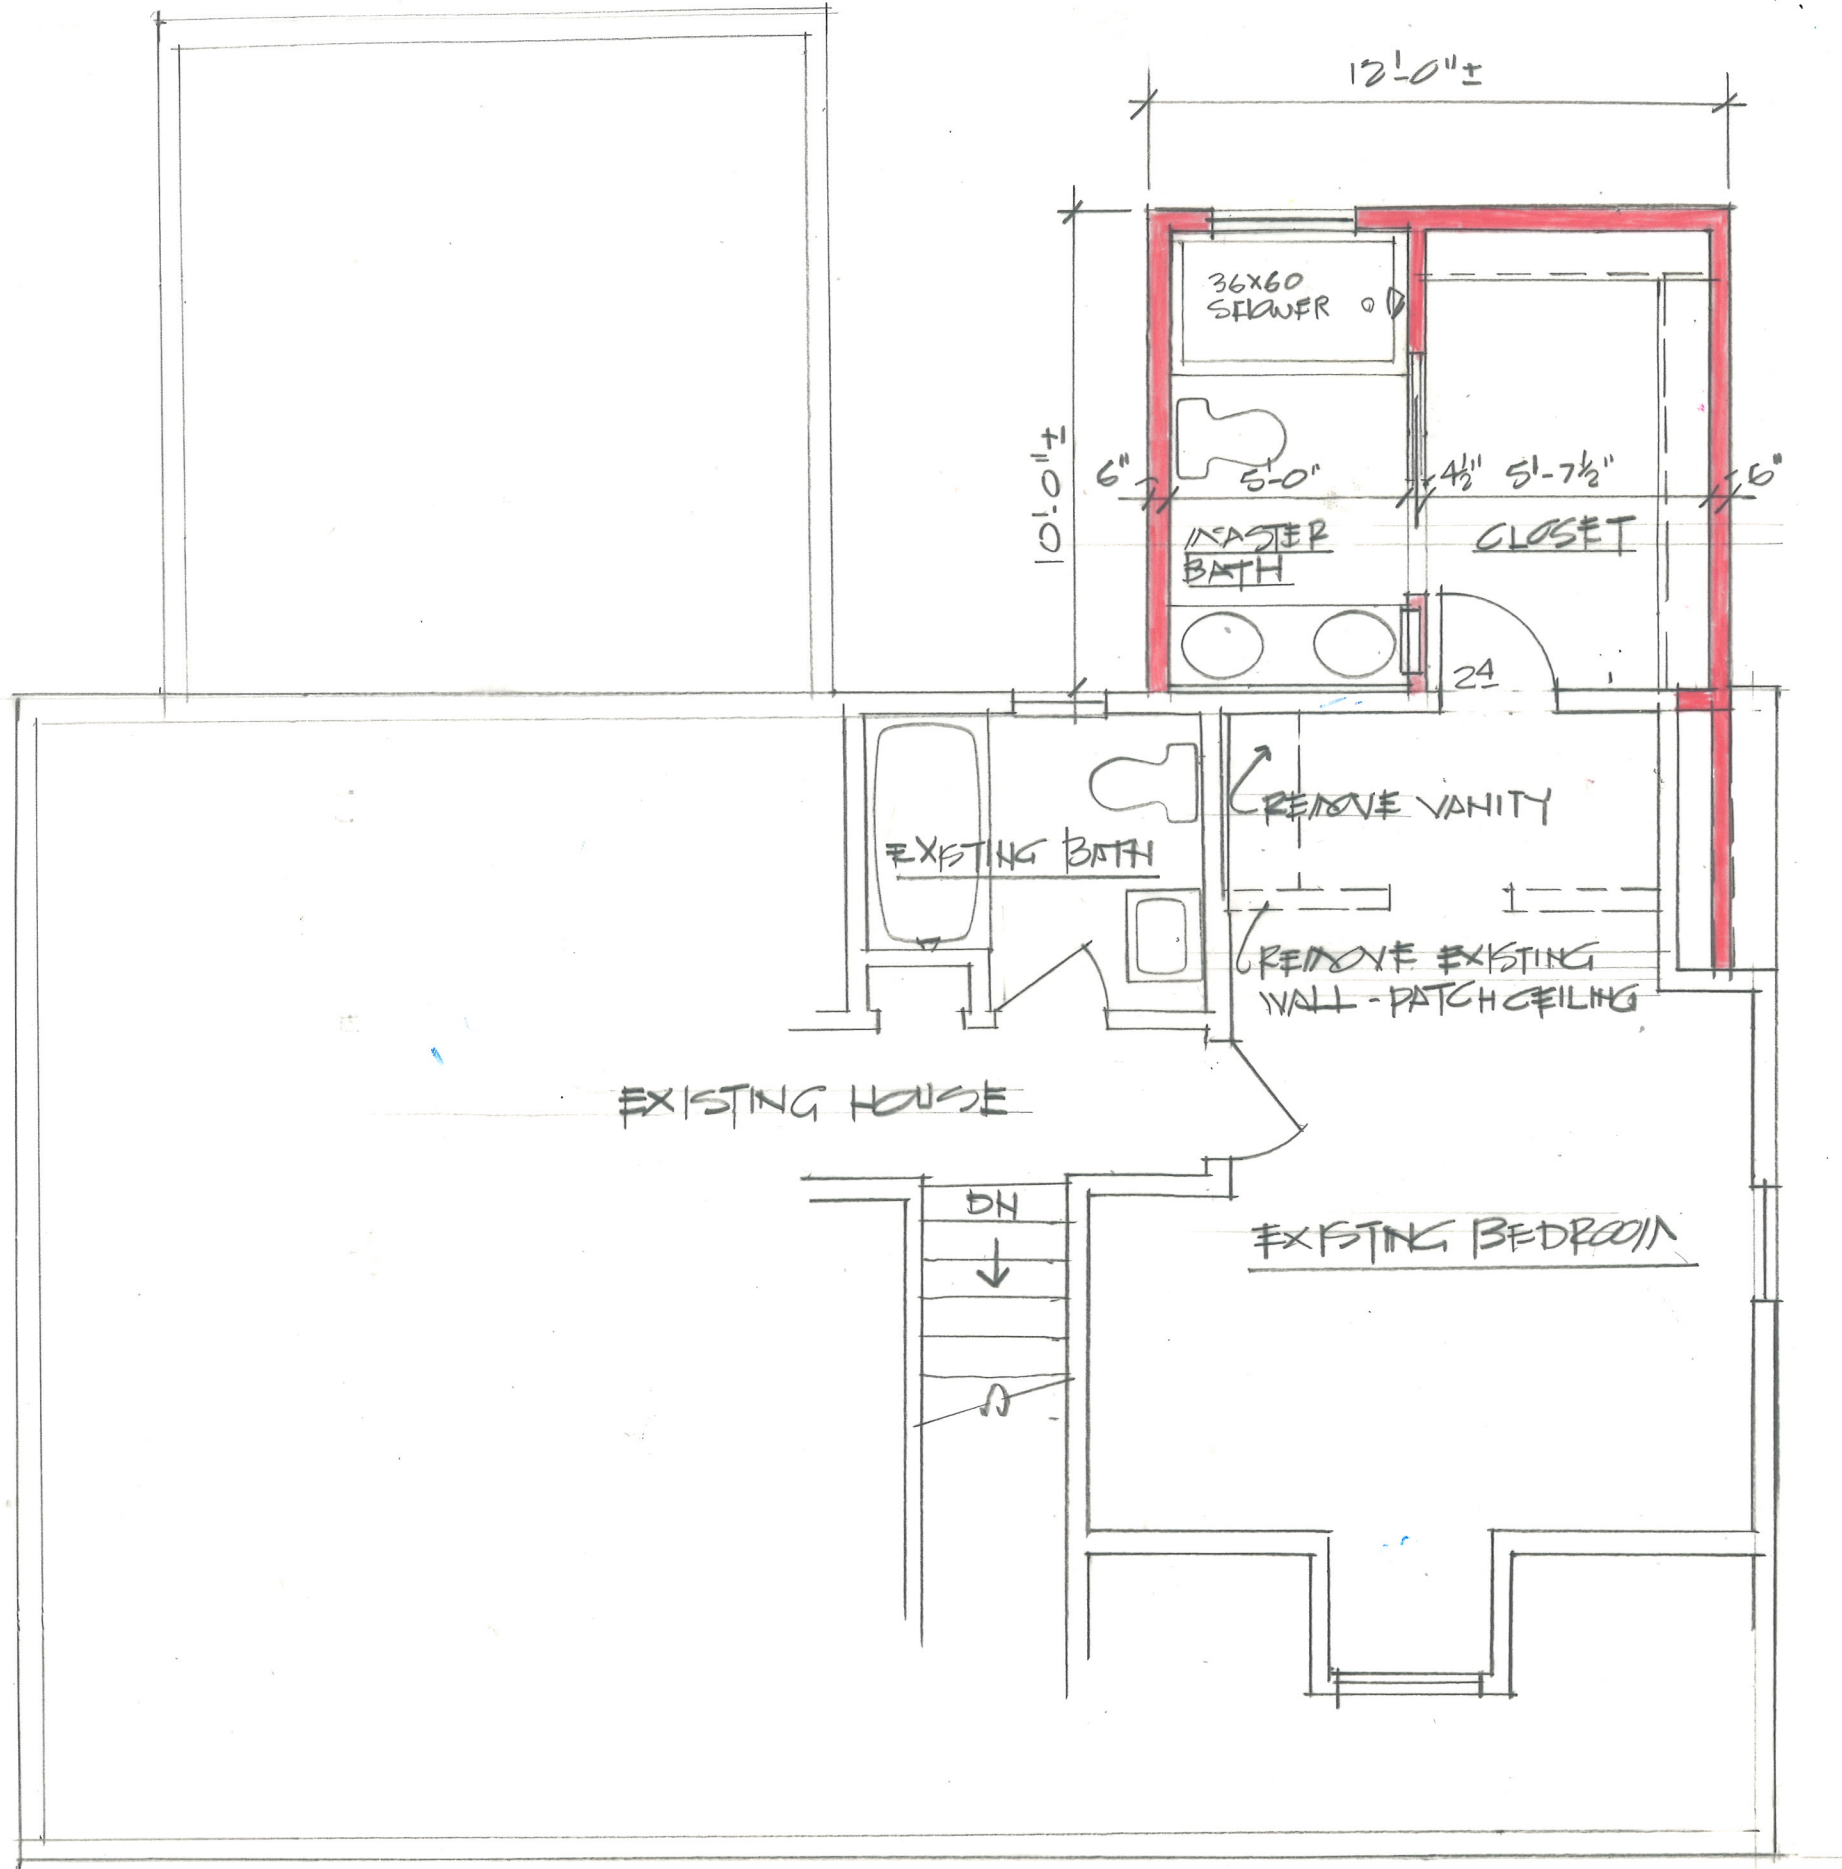 12'-0"±
36X60
SHOWER
10'-0"±
6"
5'-0"
4½"
5'-7½"
6"
MASTER
BATH
CLOSET
24
REMOVE VANITY
EXISTING BATH
REMOVE EXISTING
WALL - PATCH CEILING
EXISTING HOUSE
DN
EXISTING BEDROOM